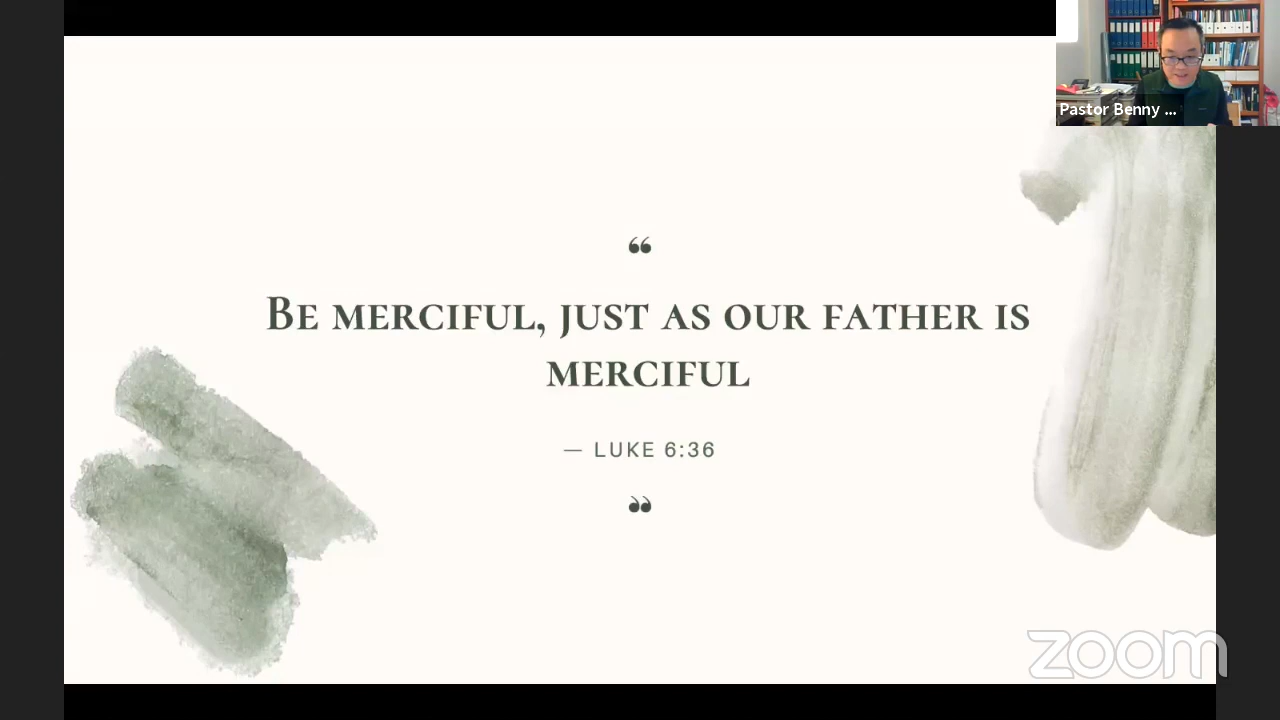 Pastor Benny ...
❝
Be merciful, just as our father is
merciful
— LUKE 6:36
❞
zoom